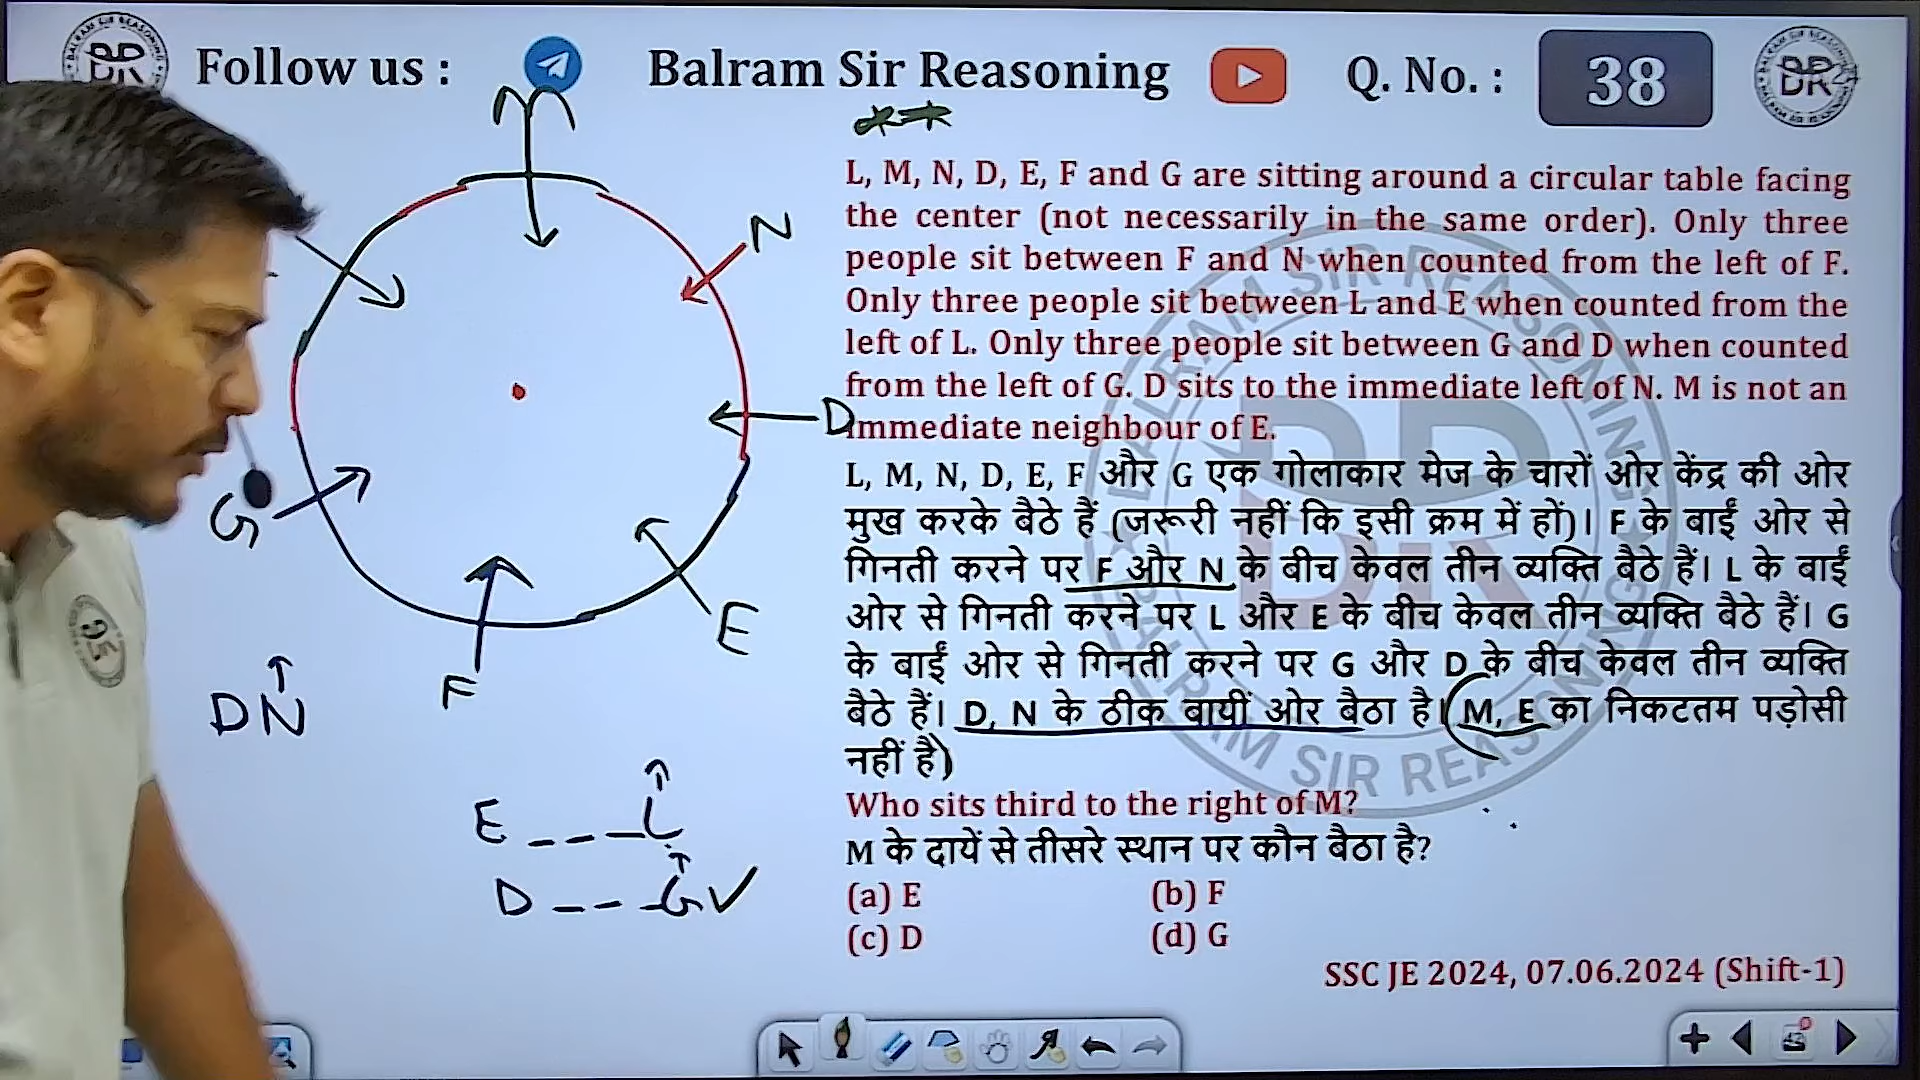 Follow us :
Balram Sir Reasoning
Q. No. :
38
L, M, N, D, E, F and G are sitting around a circular table facing
the center (not necessarily in the same order). Only three
people sit between F and N when counted from the left of F.
Only three people sit between L and E when counted from the
left of L. Only three people sit between G and D when counted
from the left of G. D sits to the immediate left of N. M is not an
immediate neighbour of E.
L, M, N, D, E, F और G एक गोलाकार मेज के चारों ओर केंद्र की ओर
मुख करके बैठे हैं (जरूरी नहीं कि इसी क्रम में हों)। F के बाईं ओर से
गिनती करने पर F और N के बीच केवल तीन व्यक्ति बैठे हैं। L के बाईं
ओर से गिनती करने पर L और E के बीच केवल तीन व्यक्ति बैठे हैं। G
के बाईं ओर से गिनती करने पर G और D के बीच केवल तीन व्यक्ति
बैठे हैं। D, N के ठीक बायीं ओर बैठा है। M, E का निकटतम पड़ोसी
नहीं है)
Who sits third to the right of M?
M के दायें से तीसरे स्थान पर कौन बैठा है?
(a) E
(b) F
(c) D
(d) G
SSC JE 2024, 07.06.2024 (Shift-1)
m
N
D
E
F
G
DN
E _ _ _ L
D _ _ _ G
BR
BALRAM SIR REASONING